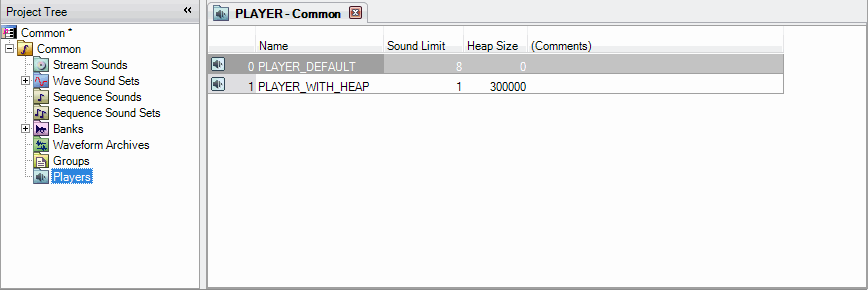 Project Tree «
Common *
Common
Stream Sounds
Wave Sound Sets
Sequence Sounds
Sequence Sound Sets
Banks
Waveform Archives
Groups
Players
PLAYER - Common
Name Sound Limit Heap Size (Comments)
0 PLAYER_DEFAULT 8 0
1 PLAYER_WITH_HEAP 1 300000